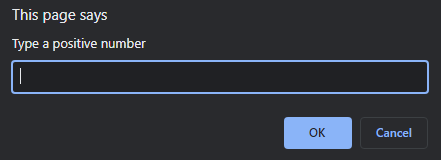 This page says
Type a positive number
OK
Cancel